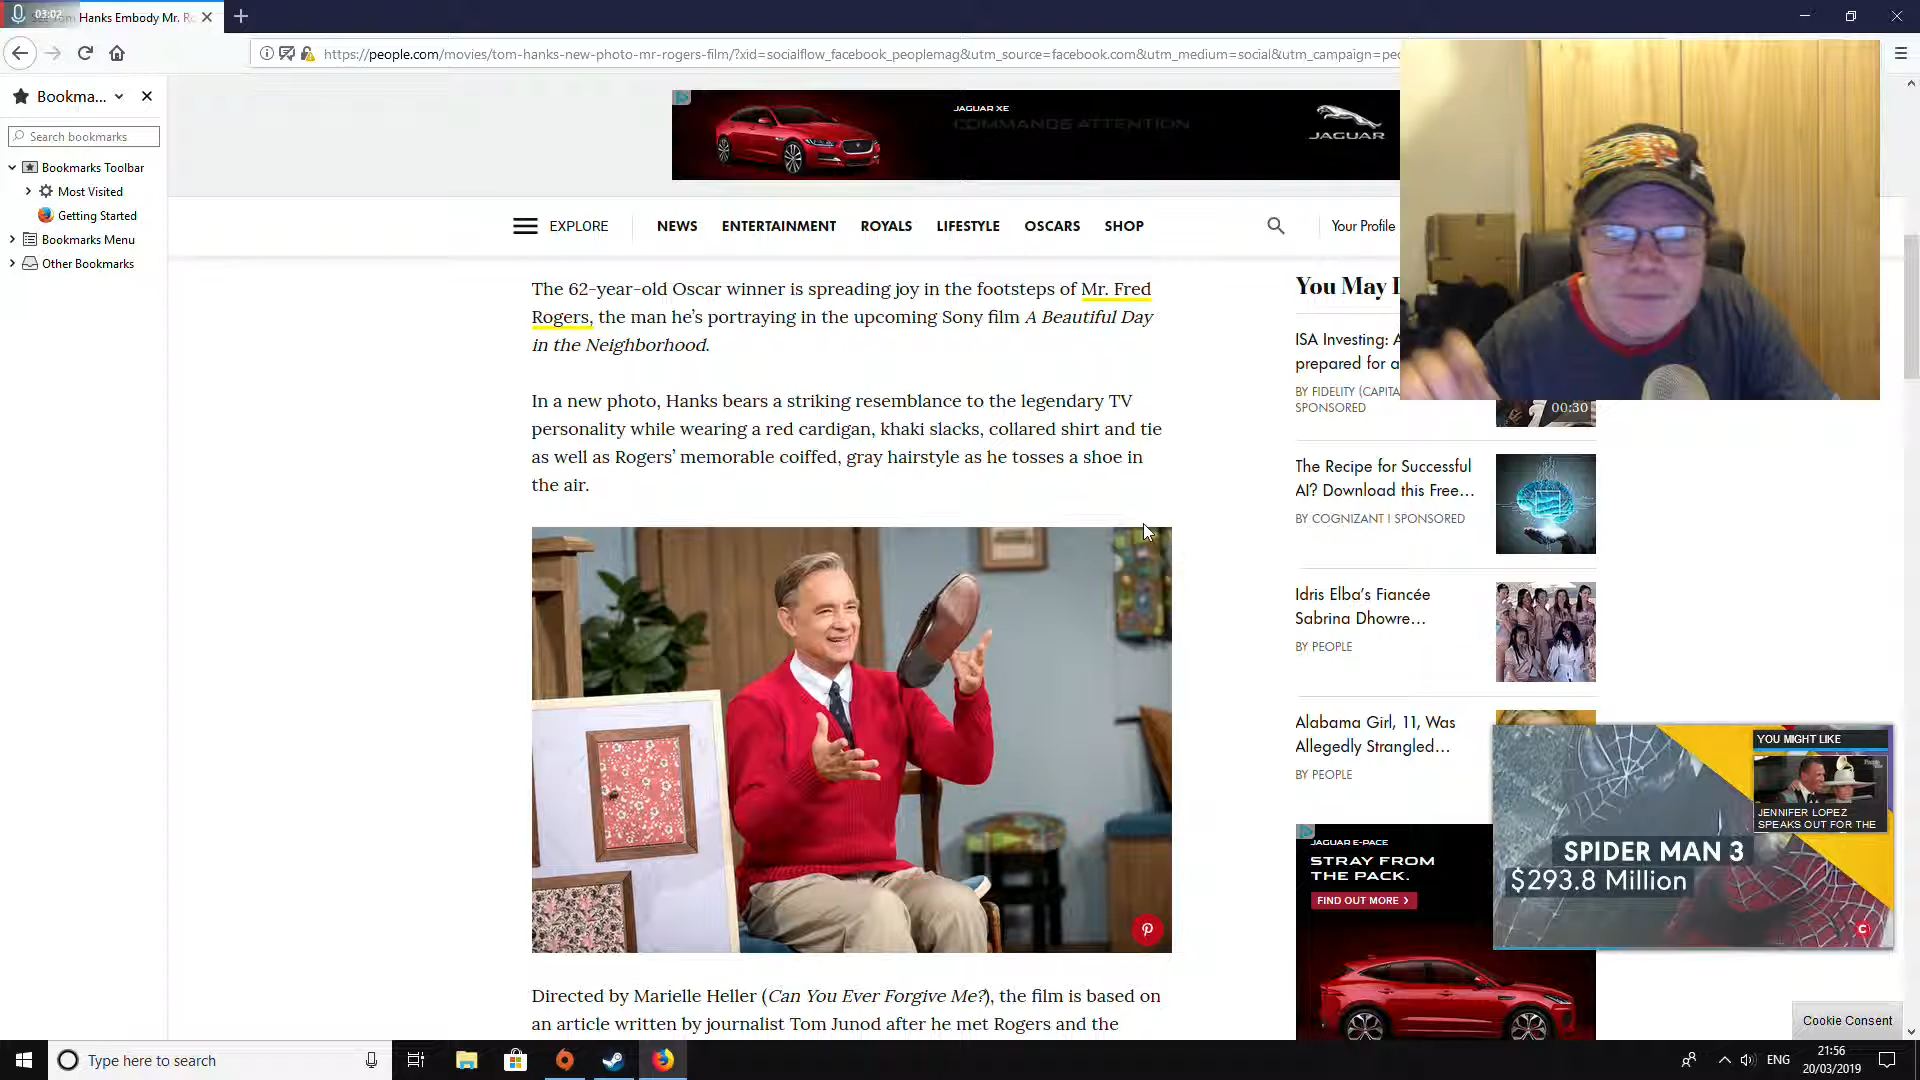 03:02
Hanks Embody Mr. Ro
https://people.com/movies/tom-hanks-new-photo-mr-rogers-film/?xid=socialflow_facebook_peoplemag&utm_source=facebook.com&utm_medium=social&utm_campaign=pec
Bookma...
Search bookmarks
Bookmarks Toolbar
Most Visited
Getting Started
Bookmarks Menu
Other Bookmarks
JAGUAR XE
COMMANDS ATTENTION
JAGUAR
EXPLORE NEWS ENTERTAINMENT ROYALS LIFESTYLE OSCARS SHOP Your Profile
The 62-year-old Oscar winner is spreading joy in the footsteps of Mr. Fred
Rogers, the man he's portraying in the upcoming Sony film A Beautiful Day
in the Neighborhood.
In a new photo, Hanks bears a striking resemblance to the legendary TV
personality while wearing a red cardigan, khaki slacks, collared shirt and tie
as well as Rogers' memorable coiffed, gray hairstyle as he tosses a shoe in
the air.
Directed by Marielle Heller (Can You Ever Forgive Me?), the film is based on
an article written by journalist Tom Junod after he met Rogers and the
You May
ISA Investing:
prepared for a
BY FIDELITY (CAPITA
SPONSORED
00:30
The Recipe for Successful
AI? Download this Free...
BY COGNIZANT | SPONSORED
Idris Elba's Fiancée
Sabrina Dhowre...
BY PEOPLE
Alabama Girl, 11, Was
Allegedly Strangled...
BY PEOPLE
JAGUAR E-PACE
STRAY FROM
THE PACK.
FIND OUT MORE >
YOU MIGHT LIKE
JENNIFER LOPEZ
SPEAKS OUT FOR THE
SPIDER MAN 3
$293.8 Million
C
Cookie Consent
Type here to search
ENG
21:56
20/03/2019